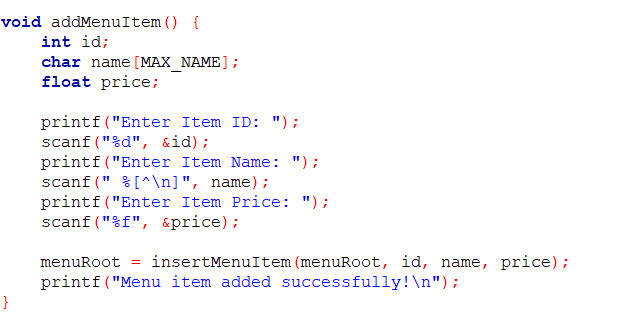 void addMenuItem() {
    int id;
    char name[MAX_NAME];
    float price;

    printf("Enter Item ID: ");
    scanf("%d", &id);
    printf("Enter Item Name: ");
    scanf(" %[^\n]", name);
    printf("Enter Item Price: ");
    scanf("%f", &price);

    menuRoot = insertMenuItem(menuRoot, id, name, price);
    printf("Menu item added successfully!\n");
}